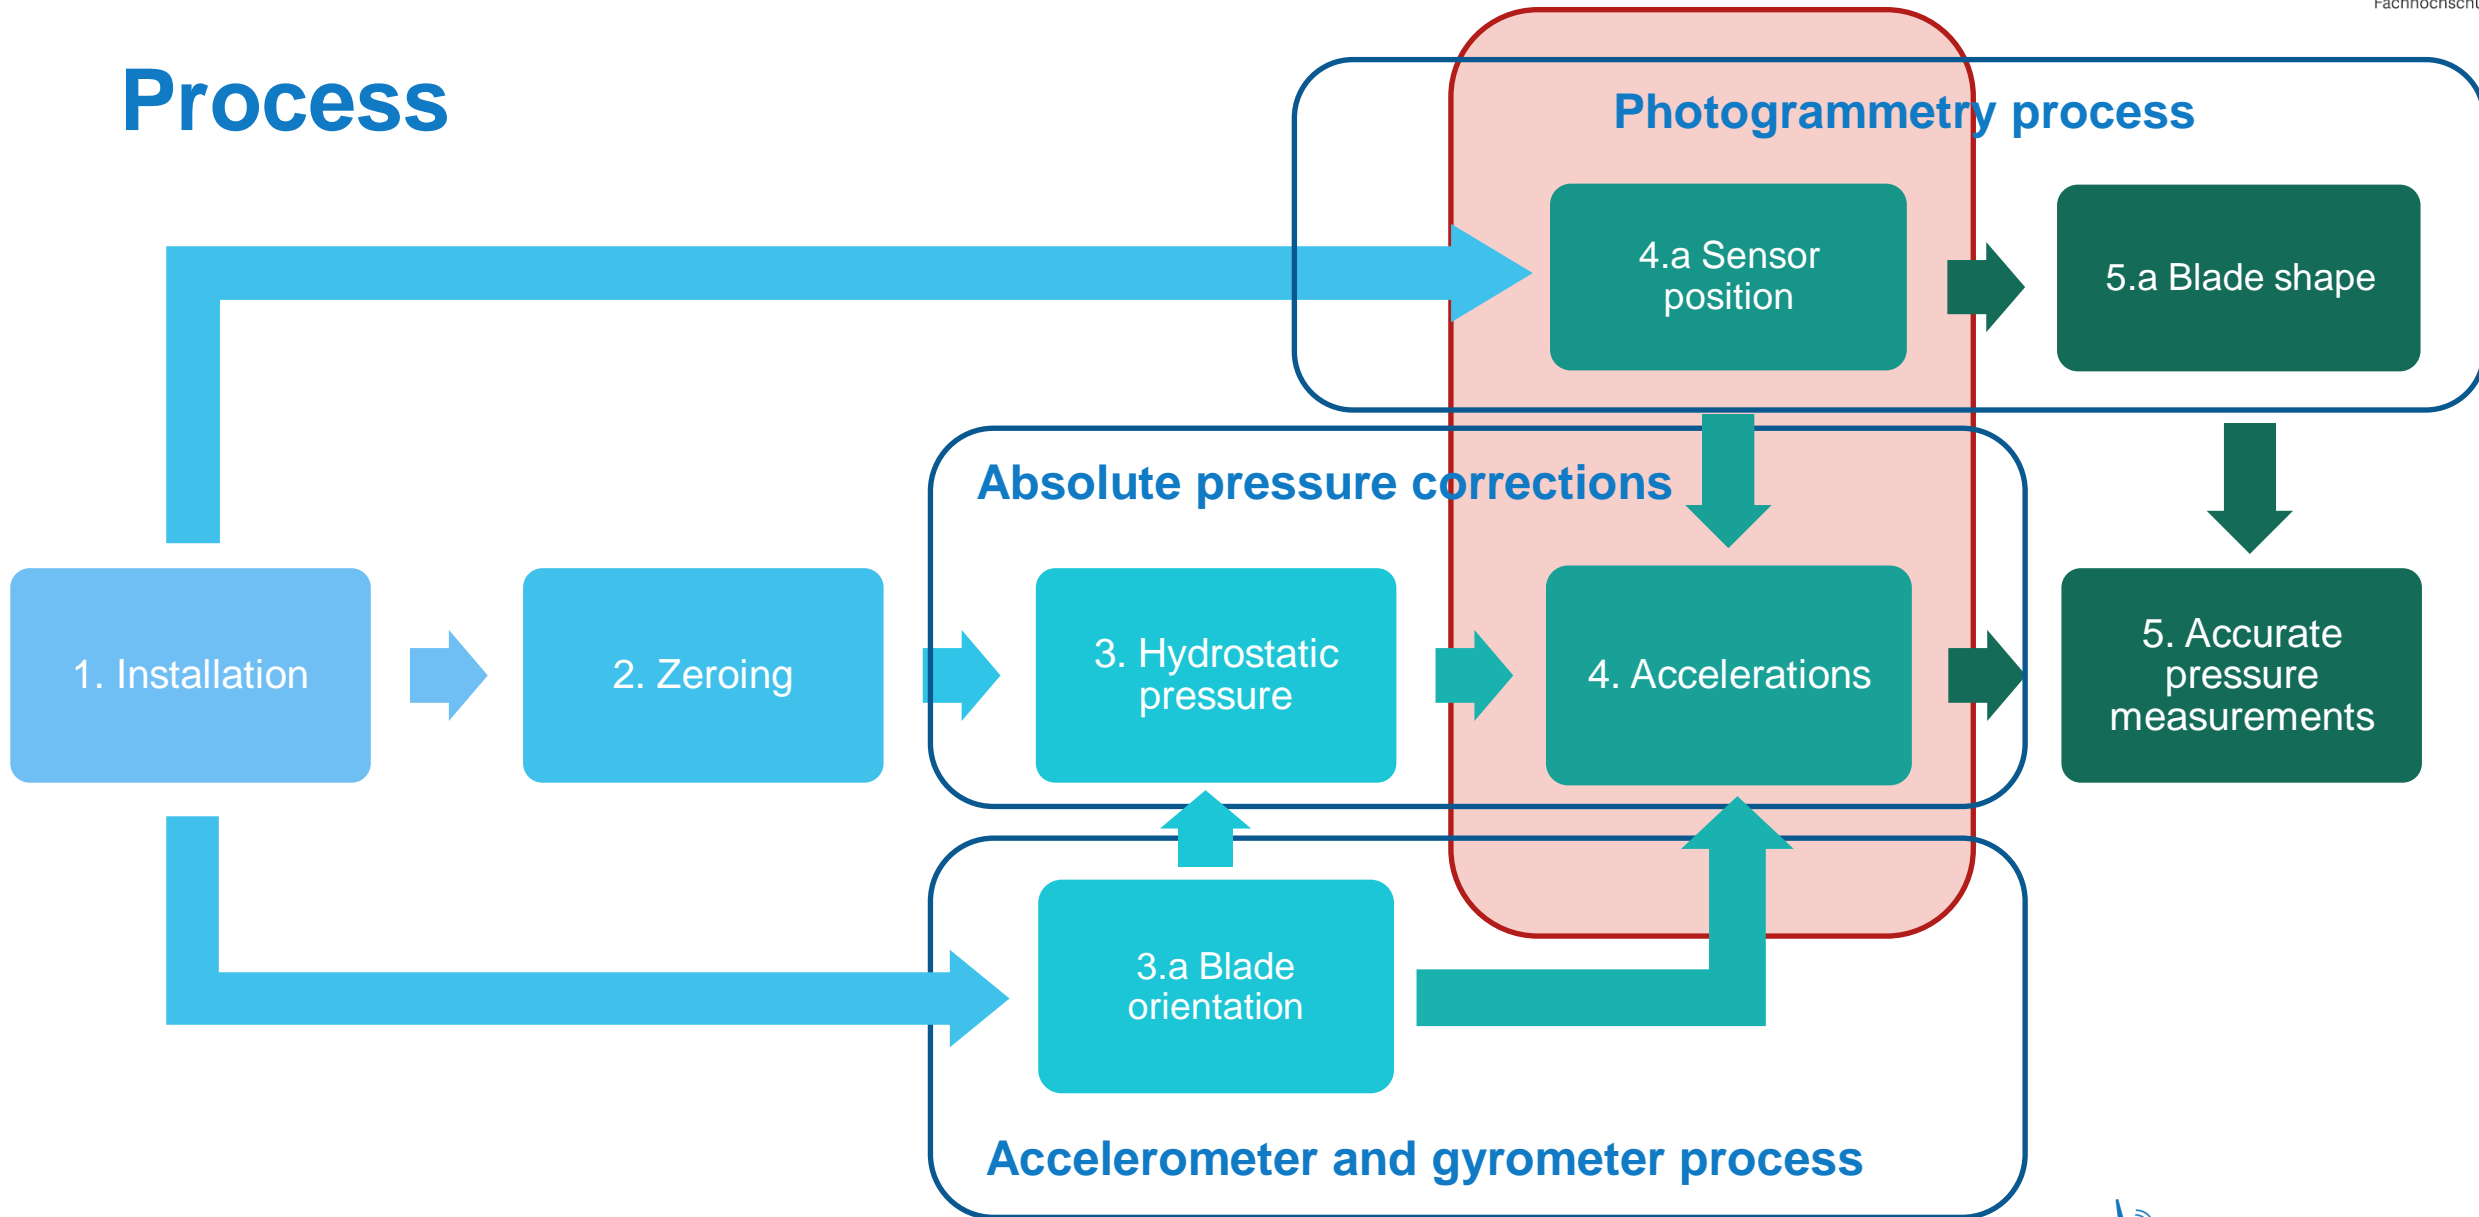 Process
Photogrammetry process
4.a Sensor
position
5.a Blade shape
Absolute pressure corrections
1. Installation
2. Zeroing
3. Hydrostatic
pressure
4. Accelerations
5. Accurate
pressure
measurements
3.a Blade
orientation
Accelerometer and gyrometer process